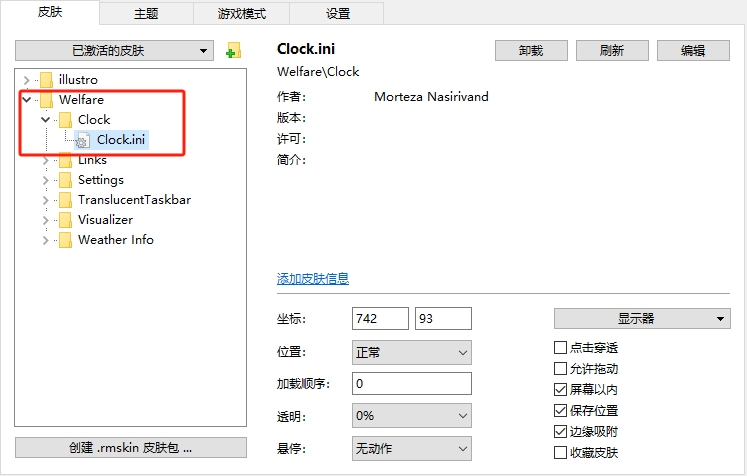 皮肤 主题 游戏模式 设置
已激活的皮肤
illustro
Welfare
Clock
Clock.ini
Links
Settings
TranslucentTaskbar
Visualizer
Weather Info
创建 .rmskin 皮肤包 ...
Clock.ini
卸载 刷新 编辑
Welfare\Clock
作者: Morteza Nasirivand
版本:
许可:
简介:
添加皮肤信息
坐标: 742 93
位置: 正常
加载顺序: 0
透明: 0%
悬停: 无动作
显示器
点击穿透
允许拖动
屏幕以内
保存位置
边缘吸附
收藏皮肤